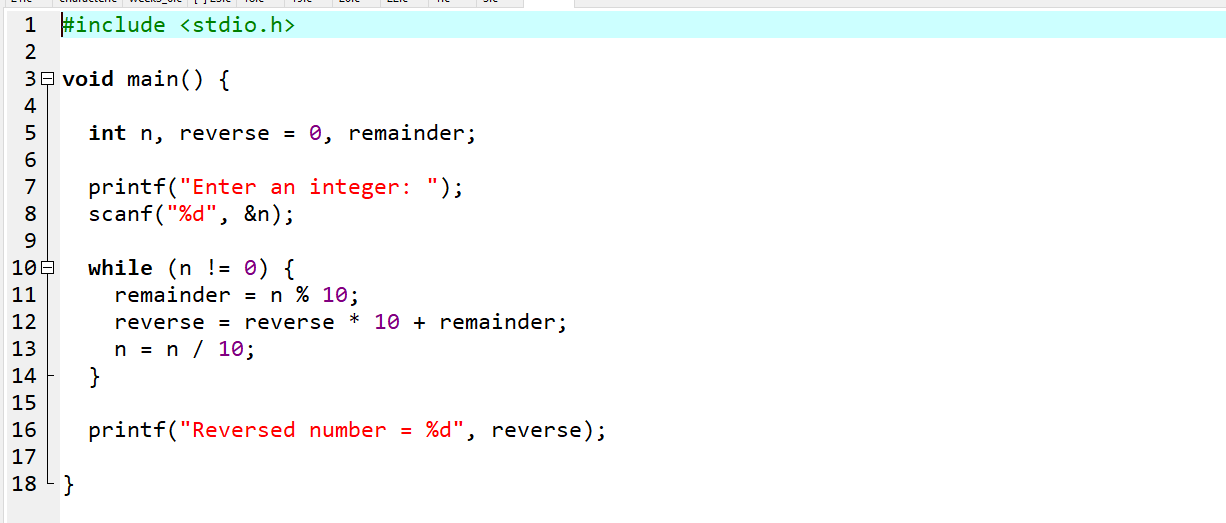 1 #include <stdio.h>
2
3 void main() {
4
5 int n, reverse = 0, remainder;
6
7 printf("Enter an integer: ");
8 scanf("%d", &n);
9
10 while (n != 0) {
11 remainder = n % 10;
12 reverse = reverse * 10 + remainder;
13 n = n / 10;
14 }
15
16 printf("Reversed number = %d", reverse);
17
18 }